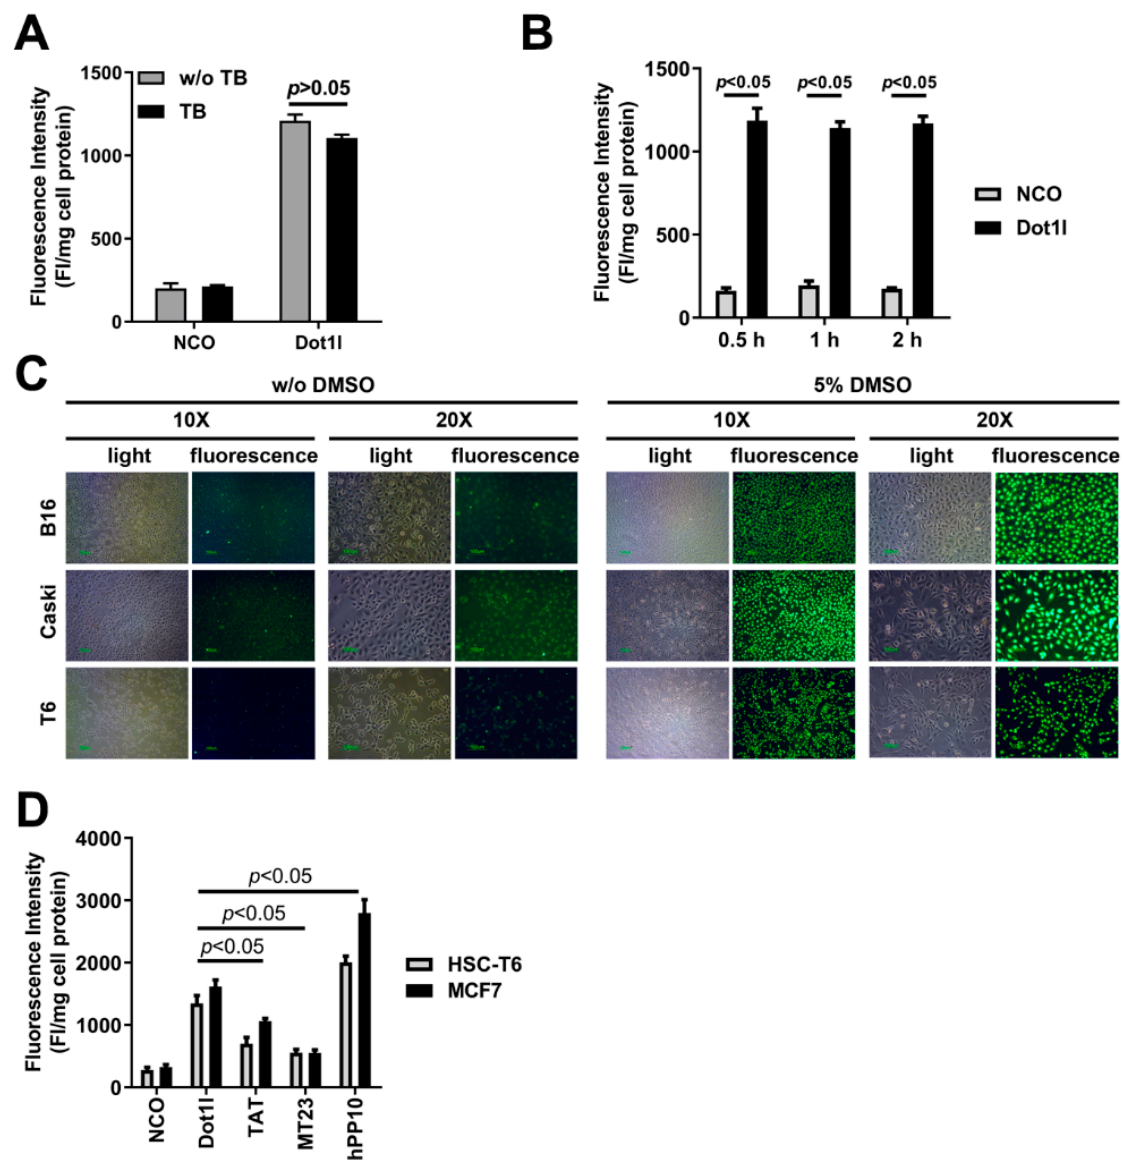 A
1500
1000
500
0
Fluorescence Intensity
(FI/mg cell protein)
w/o TB
TB
p>0.05
NCO
Dot1l
B
1500
1000
500
0
Fluorescence Intensity
(FI/mg cell protein)
p<0.05
p<0.05
p<0.05
NCO
Dot1l
0.5 h
1 h
2 h
C
w/o DMSO
5% DMSO
10X
20X
10X
20X
light
fluorescence
light
fluorescence
light
fluorescence
light
fluorescence
B16
Caski
T6
D
4000
3000
2000
1000
0
Fluorescence Intensity
(FI/mg cell protein)
p<0.05
p<0.05
p<0.05
HSC-T6
MCF7
NCO
Dot1l
TAT
MT23
hPP10